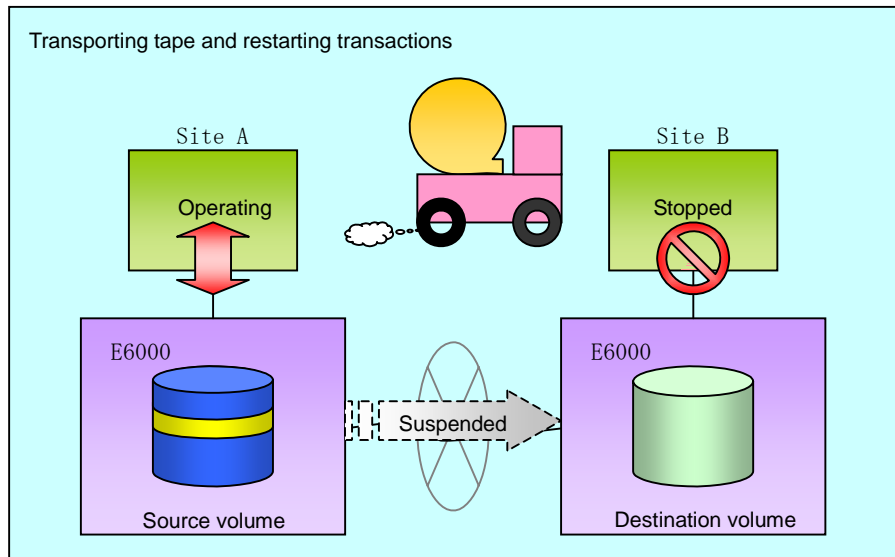 Transporting tape and restarting transactions
Site A
Site B
Operating
Stopped
E6000
E6000
Suspended
Source volume
Destination volume